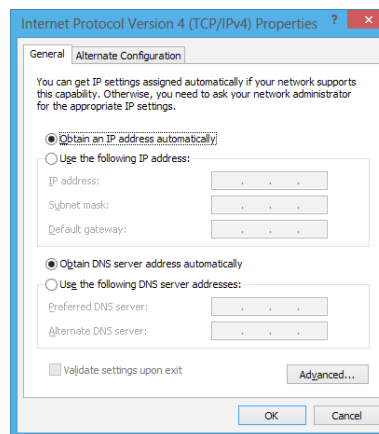 Internet Protocol Version 4 (TCP/IPv4) Properties ? ×
General Alternate Configuration
You can get IP settings assigned automatically if your network supports
this capability. Otherwise, you need to ask your network administrator
for the appropriate IP settings.
Obtain an IP address automatically
Use the following IP address:
IP address: . . .
Subnet mask: . . .
Default gateway: . . .
Obtain DNS server address automatically
Use the following DNS server addresses:
Preferred DNS server: . . .
Alternate DNS server: . . .
Validate settings upon exit
Advanced...
OK Cancel